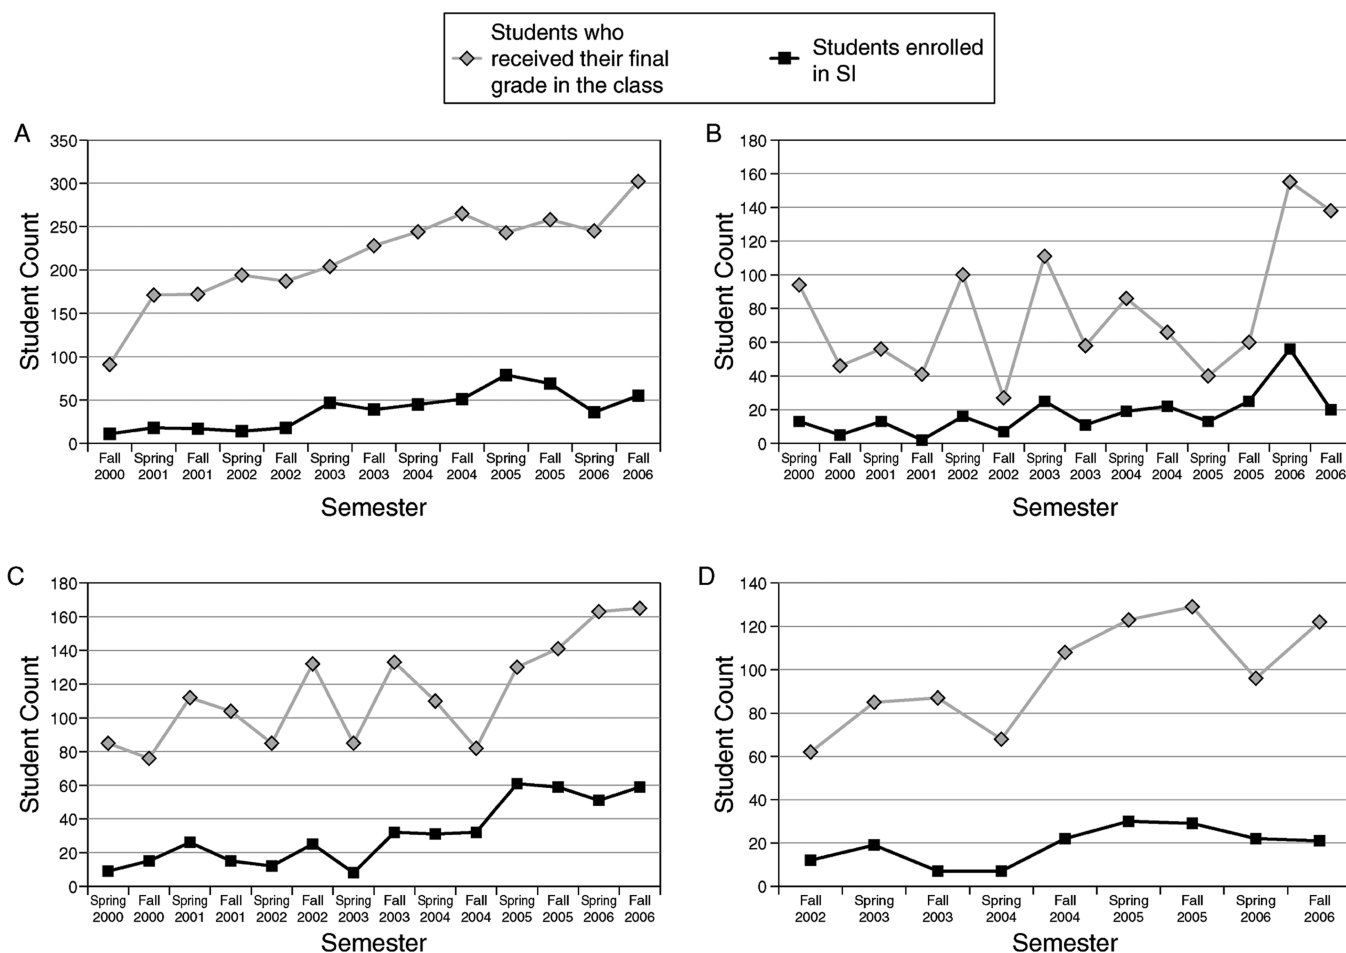 Students who
received their final
grade in the class
Students enrolled
in SI
A
350
300
250
200
150
100
50
0
Student Count
Fall Spring Fall Spring Fall Spring Fall Spring Fall Spring Fall Spring Fall
2000 2001 2001 2002 2002 2003 2003 2004 2004 2005 2005 2006 2006
Semester
B
180
160
140
120
100
80
60
40
20
0
Student Count
Spring Fall Spring Fall Spring Fall Spring Fall Spring Fall Spring Fall Spring Fall
2000 2000 2001 2001 2002 2002 2003 2003 2004 2004 2005 2005 2006 2006
Semester
C
180
160
140
120
100
80
60
40
20
0
Student Count
Spring Fall Spring Fall Spring Fall Spring Fall Spring Fall Spring Fall Spring Fall
2000 2000 2001 2001 2002 2002 2003 2003 2004 2004 2005 2005 2006 2006
Semester
D
140
120
100
80
60
40
20
0
Student Count
Fall Spring Fall Spring Fall Spring Fall Spring Fall
2002 2003 2003 2004 2004 2005 2005 2006 2006
Semester